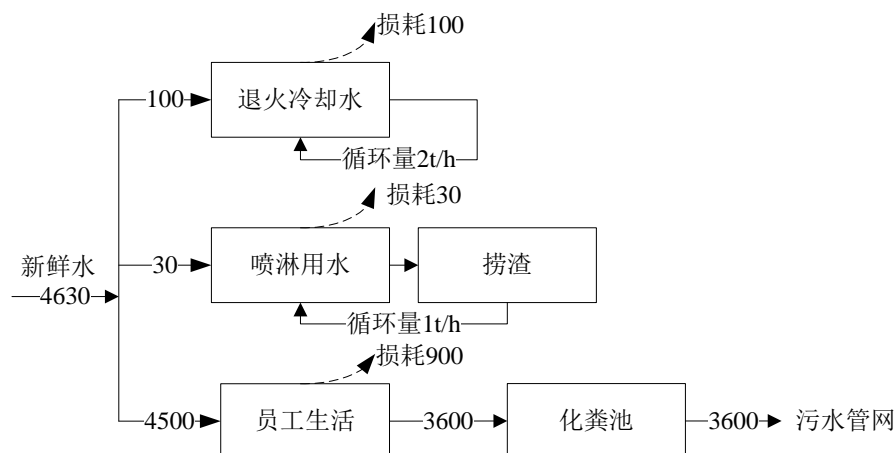 损耗100
100
退火冷却水
循环量2t/h
损耗30
新鲜水
4630
30
喷淋用水
捞渣
循环量1t/h
损耗900
4500
员工生活
3600
化粪池
3600
污水管网